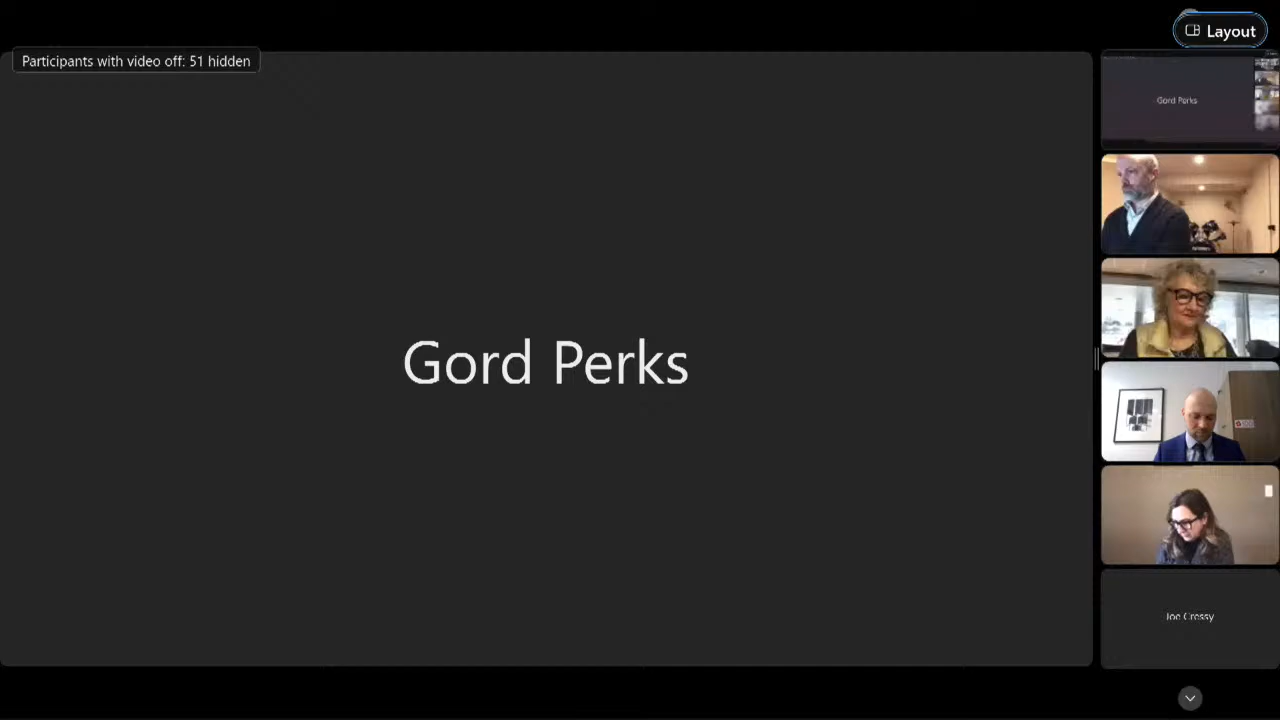 Layout
Participants with video off: 51 hidden
Gord Perks
Gord Perks
Joe Cressy